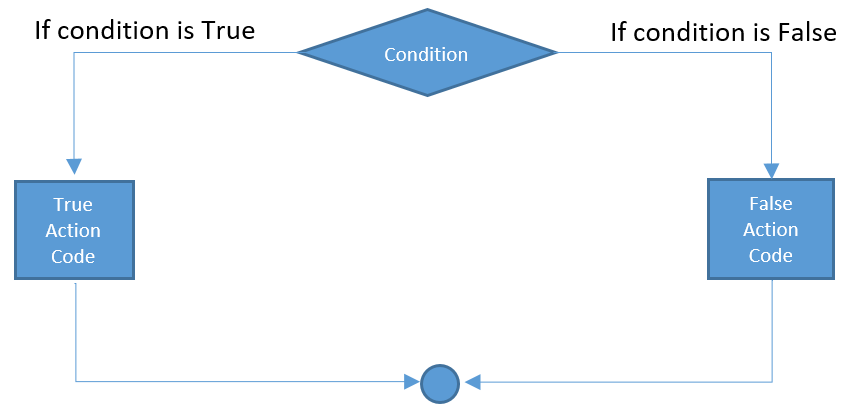 If condition is True
If condition is False
Condition
True
Action
Code
False
Action
Code